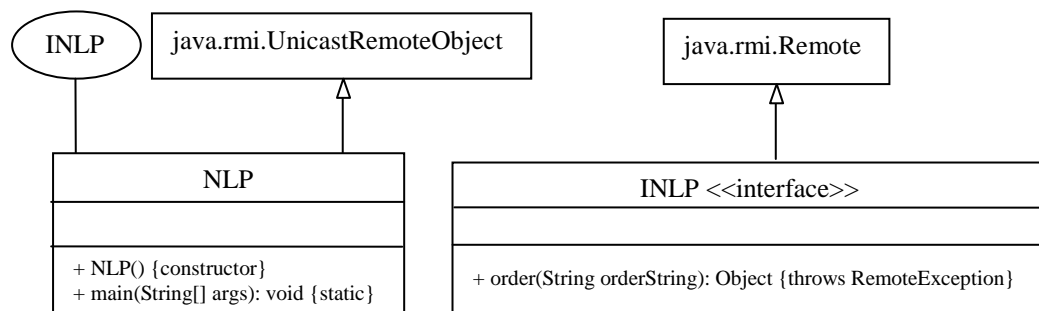 INLP
java.rmi.UnicastRemoteObject
java.rmi.Remote
NLP
+ NLP() {constructor}
+ main(String[] args): void {static}
INLP <<interface>>
+ order(String orderString): Object {throws RemoteException}